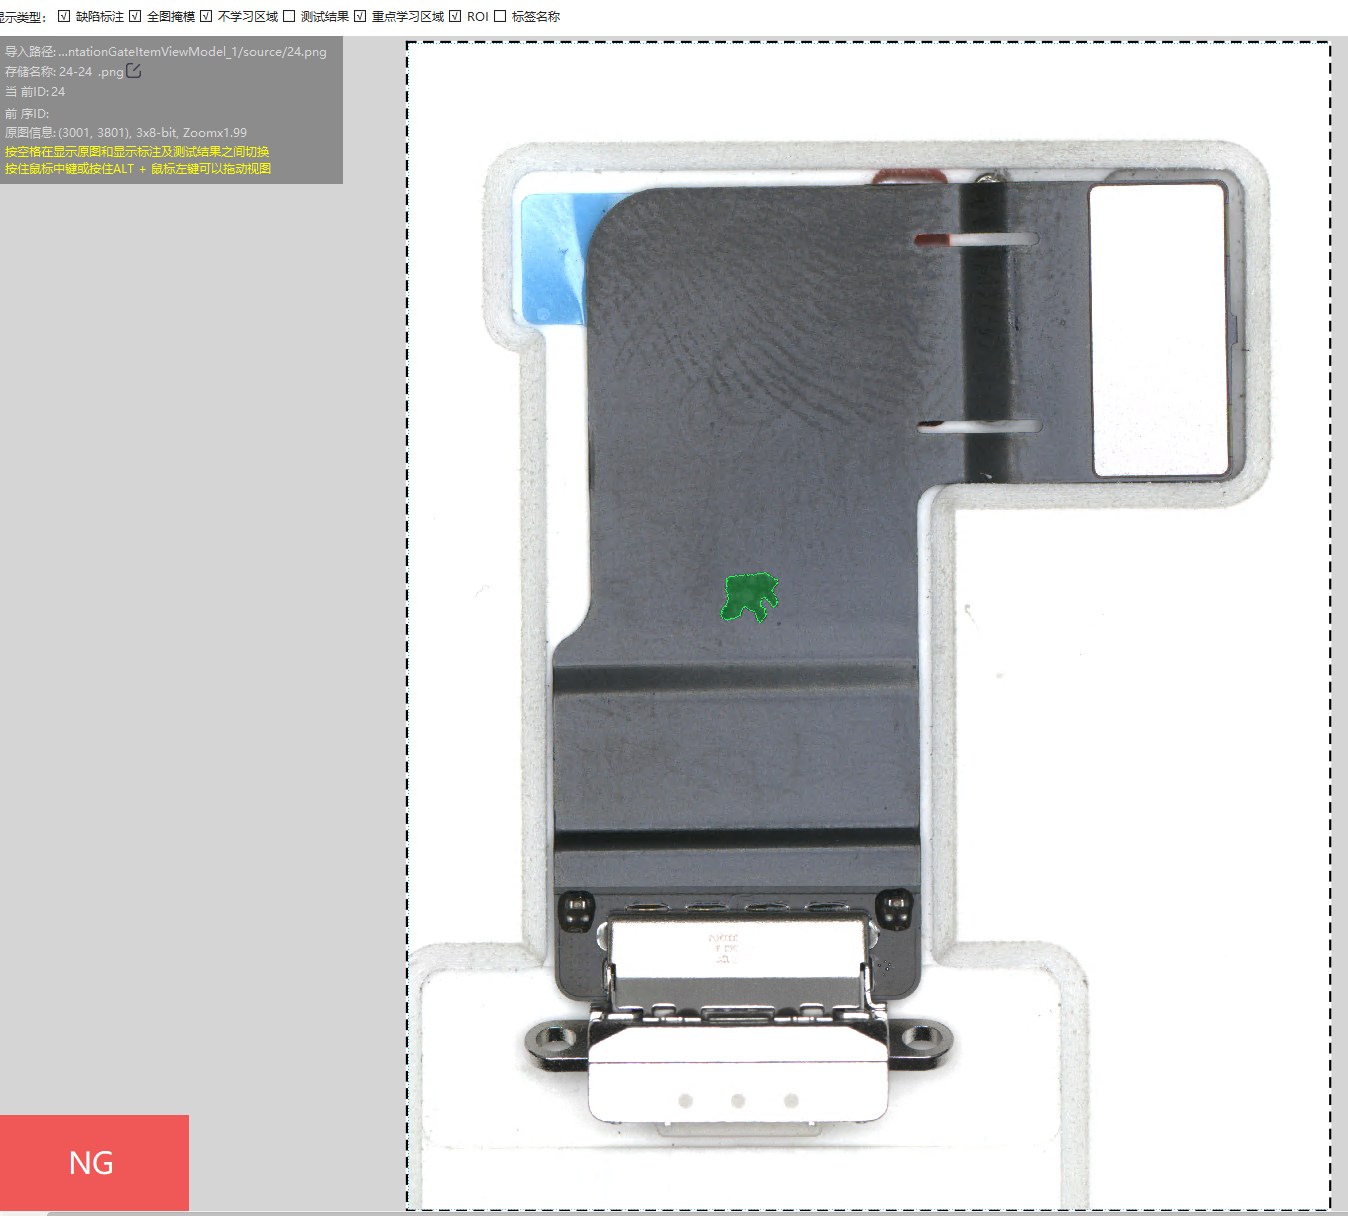 显示类型: 缺陷标注 全图掩模 不学习区域 测试结果 重点学习区域 ROI 标签名称
导入路径: ...ntationGateItemViewModel_1/source/24.png
存储名称: 24-24 .png
当 前ID: 24
前 序ID:
原图信息: (3001, 3801), 3x8-bit, Zoomx1.99
按空格在显示原图和显示标注及测试结果之间切换
按住鼠标中键或按住ALT + 鼠标左键可以拖动视图
NG